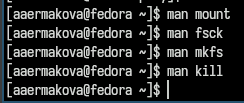 [aaermakova@fedora ~]$ man mount
[aaermakova@fedora ~]$ man fsck
[aaermakova@fedora ~]$ man mkfs
[aaermakova@fedora ~]$ man kill
[aaermakova@fedora ~]$